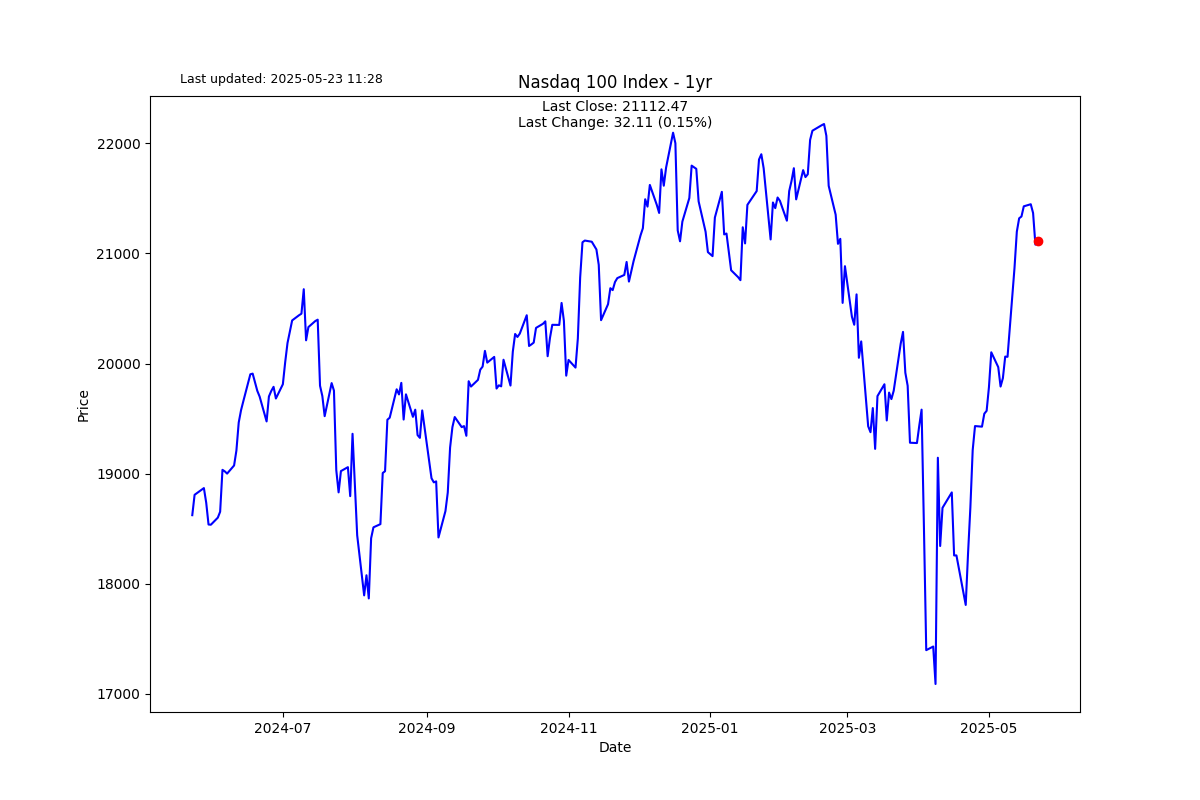 Last updated: 2025-05-23 11:28
Nasdaq 100 Index - 1yr
Last Close: 21112.47
Last Change: 32.11 (0.15%)
22000
21000
20000
19000
18000
17000
Price
2024-07
2024-09
2024-11
2025-01
2025-03
2025-05
Date